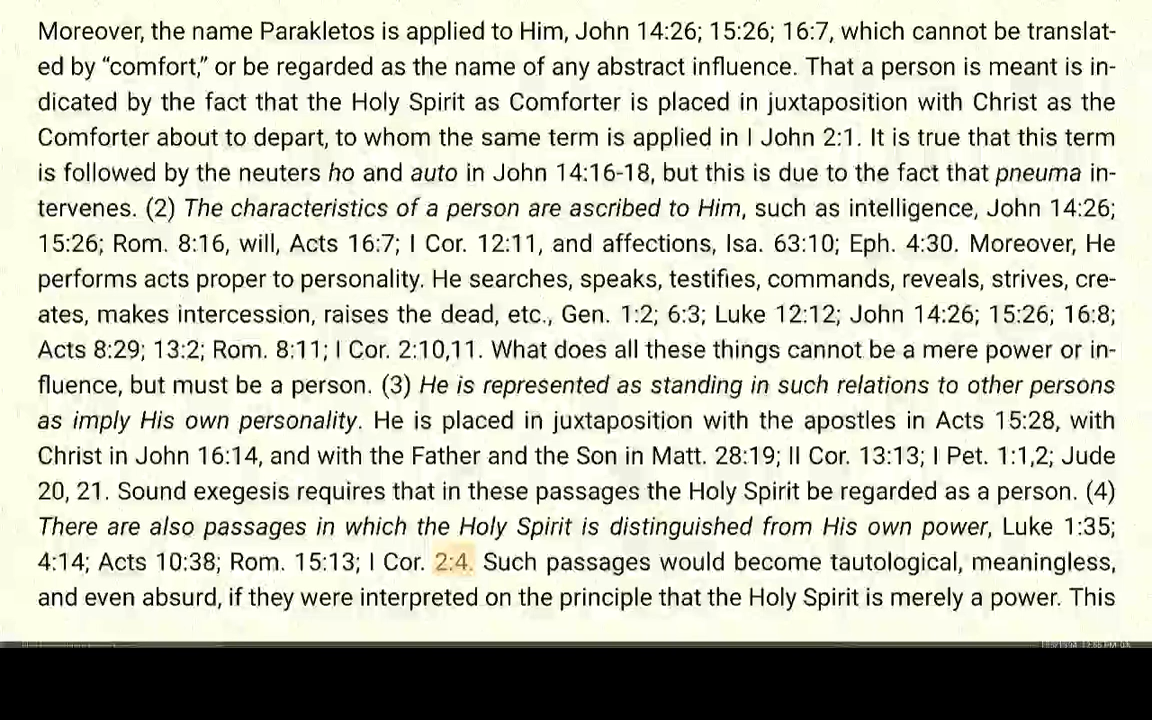 Moreover, the name Parakletos is applied to Him, John 14:26; 15:26; 16:7, which cannot be translat-
ed by “comfort,” or be regarded as the name of any abstract influence. That a person is meant is in-
dicated by the fact that the Holy Spirit as Comforter is placed in juxtaposition with Christ as the
Comforter about to depart, to whom the same term is applied in I John 2:1. It is true that this term
is followed by the neuters ho and auto in John 14:16-18, but this is due to the fact that pneuma in-
tervenes. (2) The characteristics of a person are ascribed to Him, such as intelligence, John 14:26;
15:26; Rom. 8:16, will, Acts 16:7; I Cor. 12:11, and affections, Isa. 63:10; Eph. 4:30. Moreover, He
performs acts proper to personality. He searches, speaks, testifies, commands, reveals, strives, cre-
ates, makes intercession, raises the dead, etc., Gen. 1:2; 6:3; Luke 12:12; John 14:26; 15:26; 16:8;
Acts 8:29; 13:2; Rom. 8:11; I Cor. 2:10,11. What does all these things cannot be a mere power or in-
fluence, but must be a person. (3) He is represented as standing in such relations to other persons
as imply His own personality. He is placed in juxtaposition with the apostles in Acts 15:28, with
Christ in John 16:14, and with the Father and the Son in Matt. 28:19; II Cor. 13:13; I Pet. 1:1,2; Jude
20, 21. Sound exegesis requires that in these passages the Holy Spirit be regarded as a person. (4)
There are also passages in which the Holy Spirit is distinguished from His own power, Luke 1:35;
4:14; Acts 10:38; Rom. 15:13; I Cor. 2:4. Such passages would become tautological, meaningless,
and even absurd, if they were interpreted on the principle that the Holy Spirit is merely a power. This